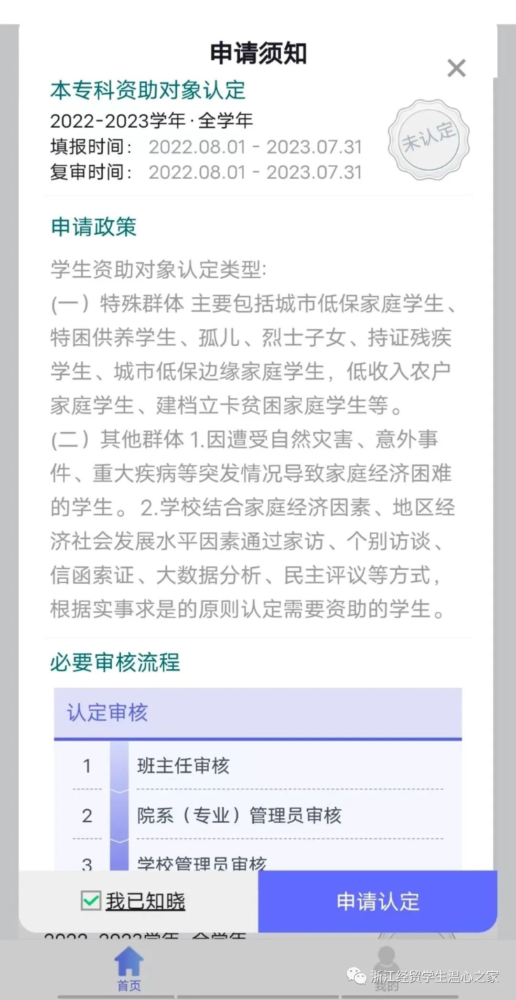 申请须知
本专科资助对象认定
2022-2023学年·全学年
填报时间： 2022.08.01 - 2023.07.31
复审时间： 2022.08.01 - 2023.07.31
未认定
申请政策
学生资助对象认定类型:
(一）特殊群体 主要包括城市低保家庭学生、
特困供养学生、孤儿、烈士子女、持证残疾
学生、城市低保边缘家庭学生，低收入农户
家庭学生、建档立卡贫困家庭学生等。
(二）其他群体 1.因遭受自然灾害、意外事
件、重大疾病等突发情况导致家庭经济困难
的学生。2.学校结合家庭经济因素、地区经
济社会发展水平因素通过家访、个别访谈、
信函索证、大数据分析、民主评议等方式，
根据实事求是的原则认定需要资助的学生。
必要审核流程
认定审核
1 班主任审核
2 院系（专业）管理员审核
3 学校管理员审核
我已知晓
申请认定
2022-2023学年·全学年
首页
我的
浙江经贸学生温心之家